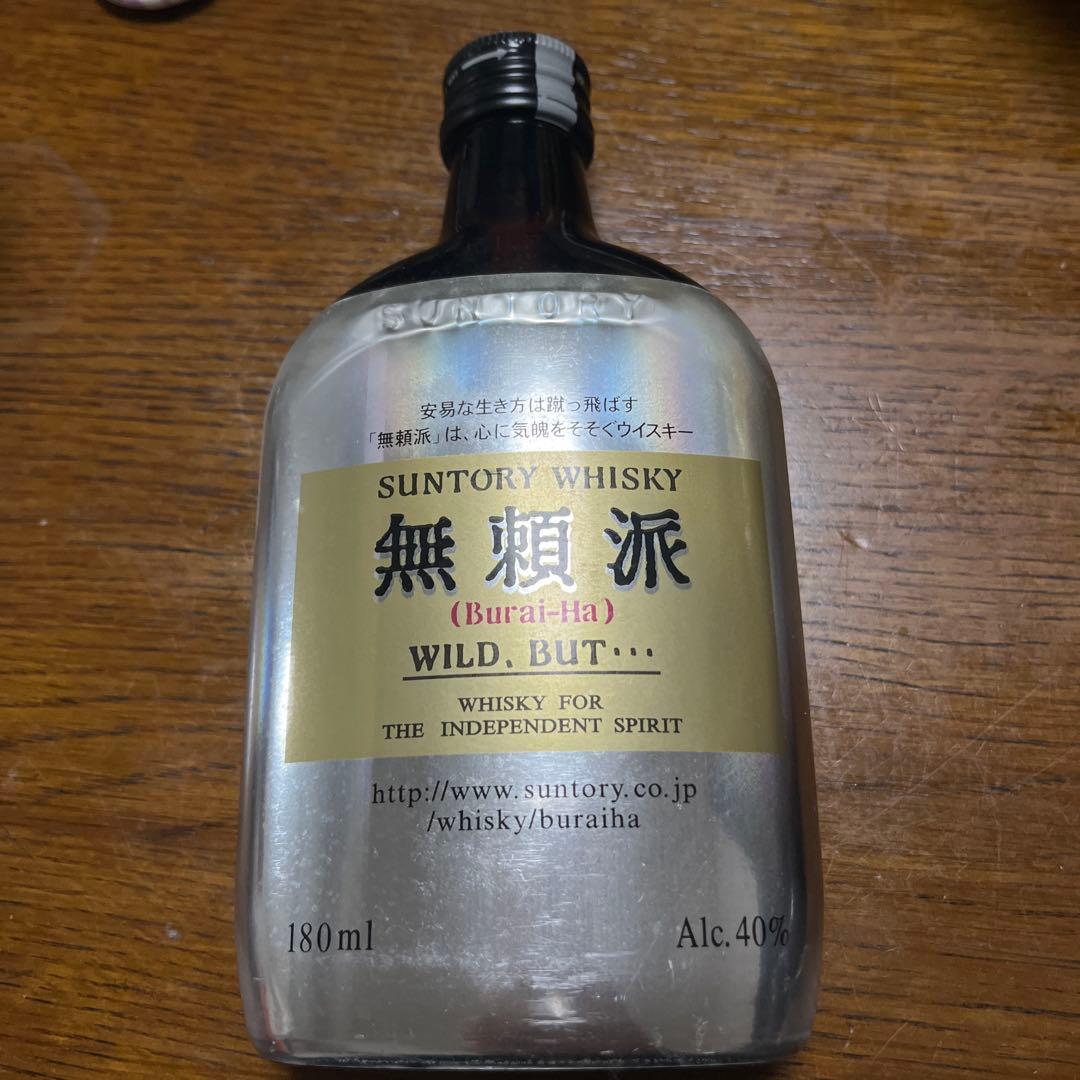 SUNTORY
安易な生き方は蹴っ飛ばす
「無頼派」は、心に気魄をそそぐウイスキー
SUNTORY WHISKY
無頼派
(Burai-Ha)
WILD, BUT···
WHISKY FOR
THE INDEPENDENT SPIRIT
http://www.suntory.co.jp
/whisky/buraiha
180ml Alc.40%